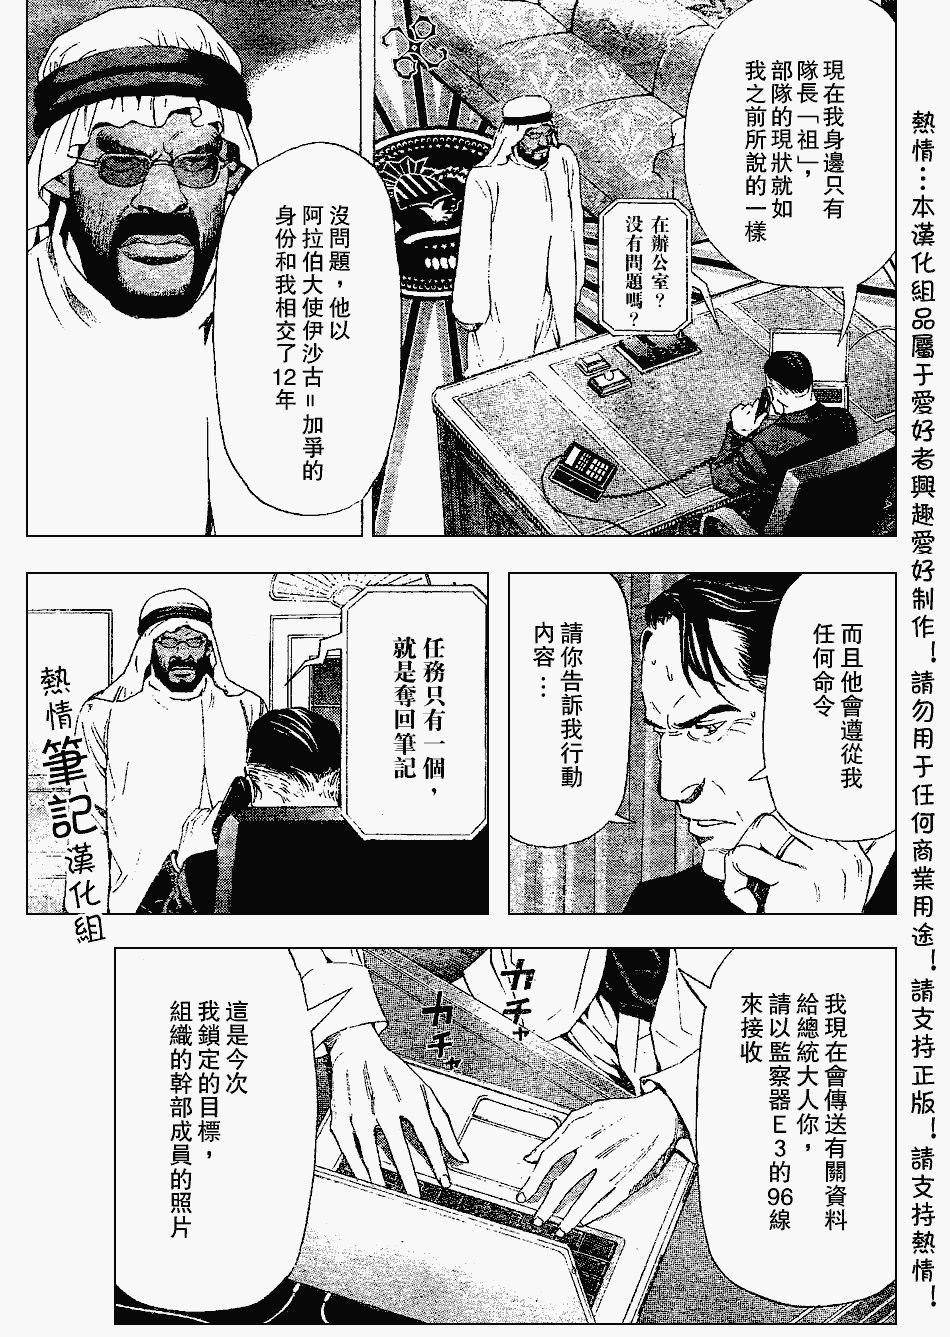 現在我身邊只有
隊長「祖」,
部隊的現狀就如
我之前所說的一樣
在辦公室?
没有問題嗎?
沒問題,他以
阿拉伯大使伊沙古=加爭的
身份和我相交了12年
而且他會遵從我
任何命令
請你告訴我行動
内容…
任務只有一個,
就是奪回筆記
熱情筆記漢化組
我現在會傳送有關資料
給總統大人你,
請以監察器E3的96線
來接收
カチャ
カチャ
這是今次
我鎖定的目標,
組織的幹部成員的照片
熱情…本漢化組品屬于愛好者興趣愛好制作!請勿用于任何商業用途!請支持正版!請支持熱情!